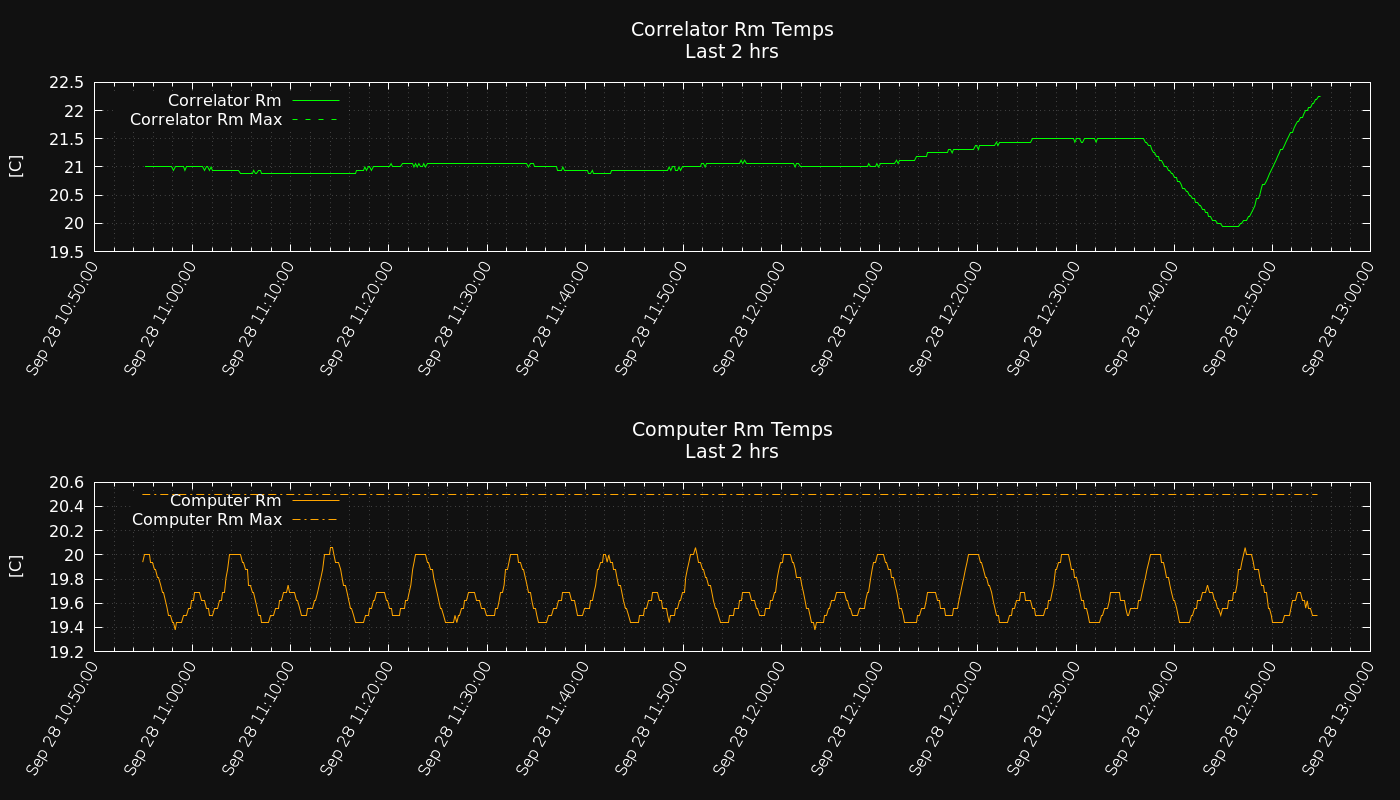 Correlator Rm Temps
Last 2 hrs
22.5
22
21.5
21
20.5
20
19.5
[C]
Correlator Rm
Correlator Rm Max
Sep 28 10:50:00
Sep 28 11:00:00
Sep 28 11:10:00
Sep 28 11:20:00
Sep 28 11:30:00
Sep 28 11:40:00
Sep 28 11:50:00
Sep 28 12:00:00
Sep 28 12:10:00
Sep 28 12:20:00
Sep 28 12:30:00
Sep 28 12:40:00
Sep 28 12:50:00
Sep 28 13:00:00
Computer Rm Temps
Last 2 hrs
20.6
20.4
20.2
20
19.8
19.6
19.4
19.2
[C]
Computer Rm
Computer Rm Max
Sep 28 10:50:00
Sep 28 11:00:00
Sep 28 11:10:00
Sep 28 11:20:00
Sep 28 11:30:00
Sep 28 11:40:00
Sep 28 11:50:00
Sep 28 12:00:00
Sep 28 12:10:00
Sep 28 12:20:00
Sep 28 12:30:00
Sep 28 12:40:00
Sep 28 12:50:00
Sep 28 13:00:00